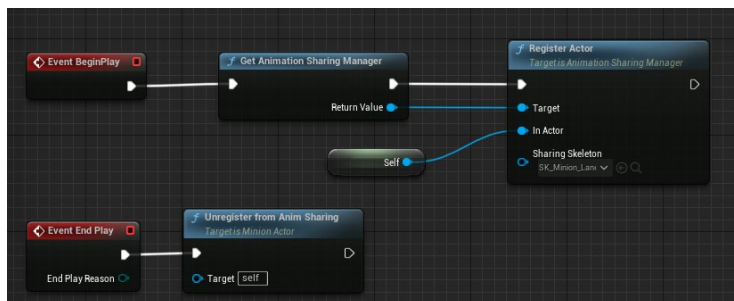 Event BeginPlay
Get Animation Sharing Manager
Return Value
Register Actor
Target is Animation Sharing Manager
Target
In Actor
Sharing Skeleton
SK_Minion_Lan
Self
Event End Play
End Play Reason
Unregister from Anim Sharing
Target is Minion Actor
Target self